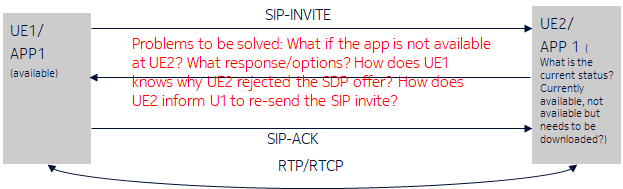 SIP-INVITE
UE1/
APP1
(available)
Problems to be solved: What if the app is not available
at UE2? What response/options? How does UE1
knows why UE2 rejected the SDP offer? How does
UE2 inform U1 to re-send the SIP invite?
UE2/
APP 1 (
What is the
current status?
Currently
available, not
available but
needs to be
downloaded?)
SIP-ACK
RTP/RTCP